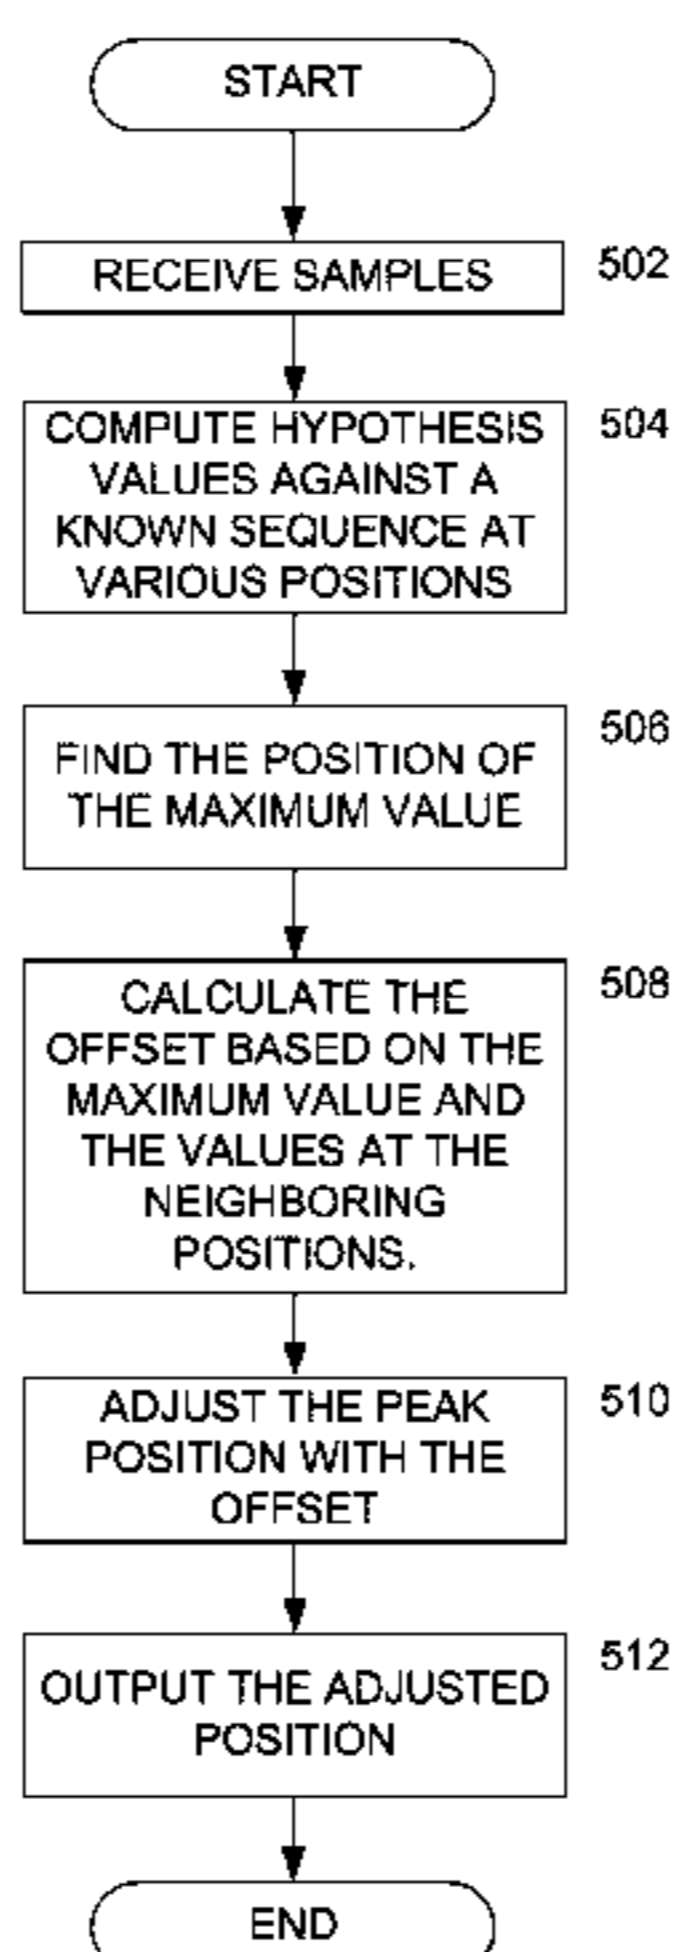 START
RECEIVE SAMPLES
502
COMPUTE HYPOTHESIS
VALUES AGAINST A
KNOWN SEQUENCE AT
VARIOUS POSITIONS
504
FIND THE POSITION OF
THE MAXIMUM VALUE
506
CALCULATE THE
OFFSET BASED ON THE
MAXIMUM VALUE AND
THE VALUES AT THE
NEIGHBORING
POSITIONS.
508
ADJUST THE PEAK
POSITION WITH THE
OFFSET
510
OUTPUT THE ADJUSTED
POSITION
512
END